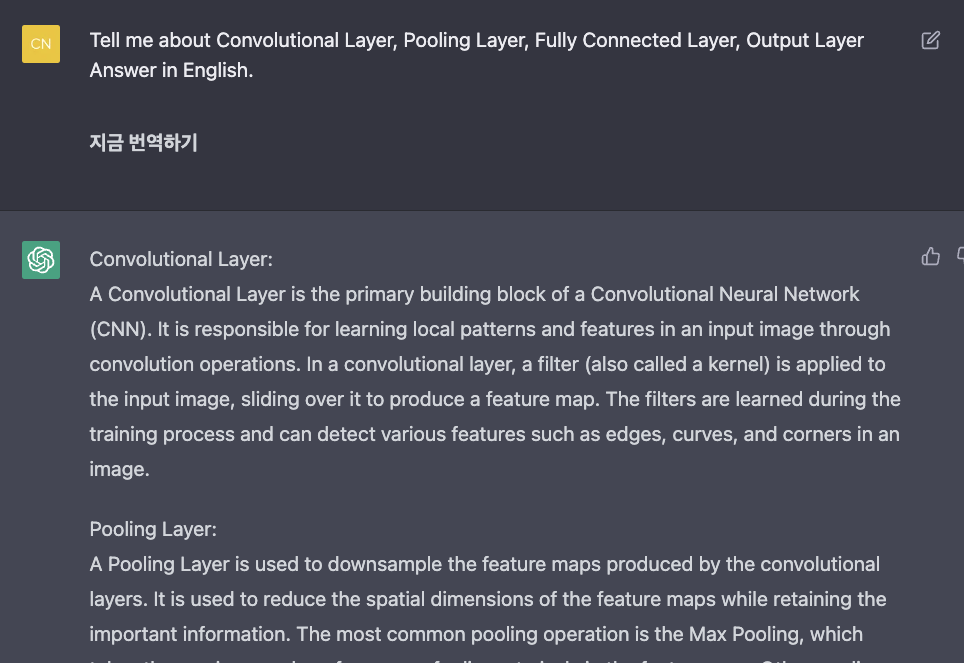 CN
Tell me about Convolutional Layer, Pooling Layer, Fully Connected Layer, Output Layer
Answer in English.
지금 번역하기
Convolutional Layer:
A Convolutional Layer is the primary building block of a Convolutional Neural Network
(CNN). It is responsible for learning local patterns and features in an input image through
convolution operations. In a convolutional layer, a filter (also called a kernel) is applied to
the input image, sliding over it to produce a feature map. The filters are learned during the
training process and can detect various features such as edges, curves, and corners in an
image.
Pooling Layer:
A Pooling Layer is used to downsample the feature maps produced by the convolutional
layers. It is used to reduce the spatial dimensions of the feature maps while retaining the
important information. The most common pooling operation is the Max Pooling, which